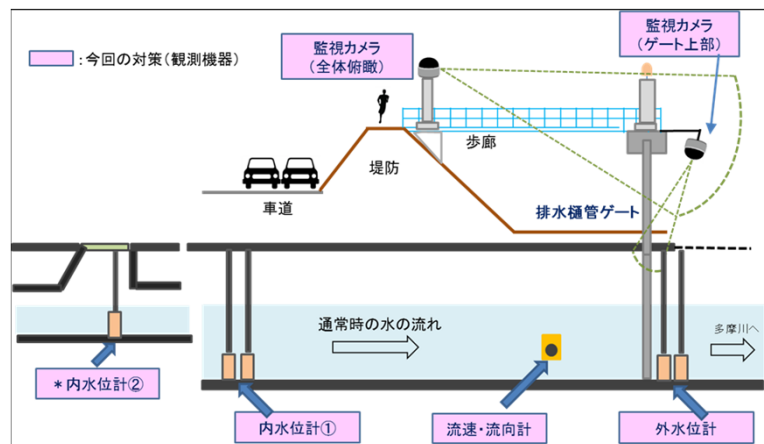 :今回の対策(観測機器)
監視カメラ
(全体俯瞰)
監視カメラ
(ゲート上部)
歩廊
堤防
車道
排水樋管ゲート
通常時の水の流れ
多摩川へ
*内水位計②
内水位計①
流速・流向計
外水位計